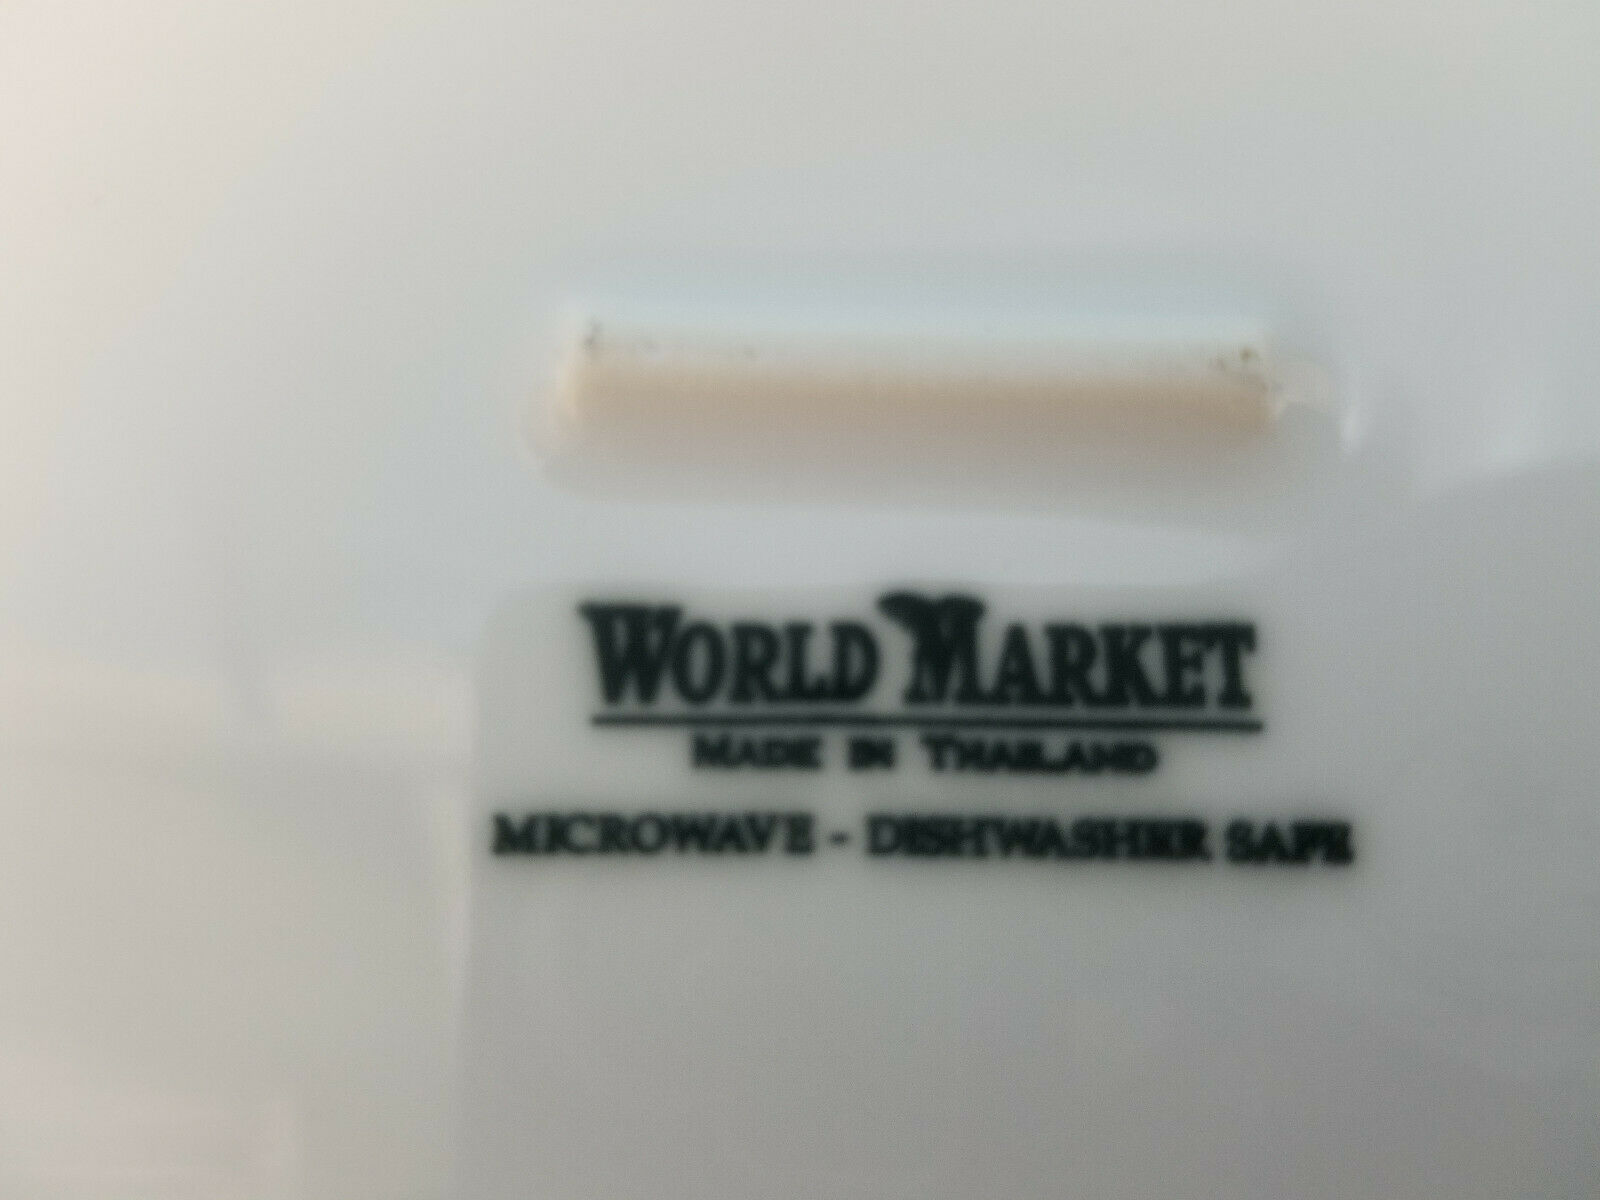 WORLD MARKET
MADE IN THAILAND
MICROWAVE - DISHWASHER SAFE